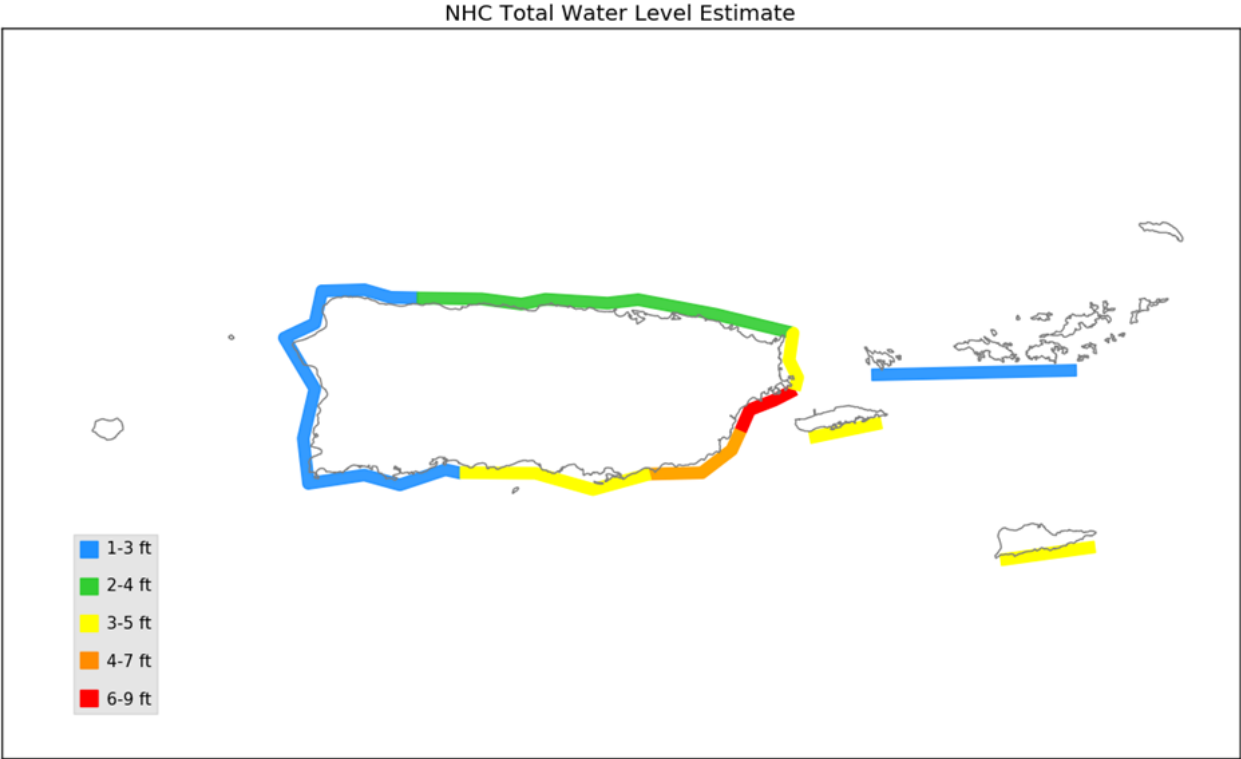 NHC Total Water Level Estimate
1-3 ft
2-4 ft
3-5 ft
4-7 ft
6-9 ft